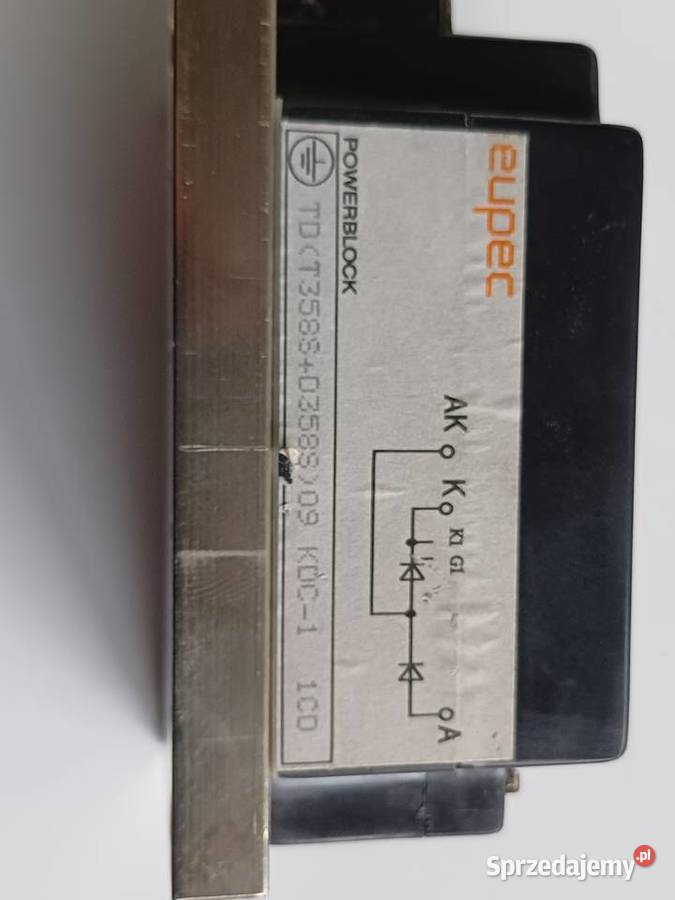 eupec
AK
K
K1 G1
A
POWERBLOCK
TD(T358S+D358S)09 KOC-1 1CD
Sprzedajemy.pl